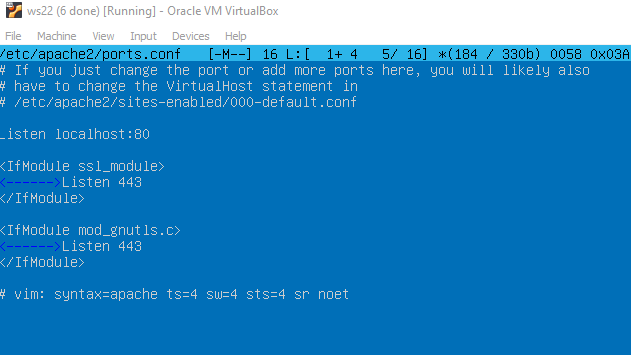 ws22 (6 done) [Running] - Oracle VM VirtualBox
File Machine View Input Devices Help
/etc/apache2/ports.conf [-M--] 16 L:[ 1+ 4 5/ 16] *(184 / 330b) 0058 0x03A
# If you just change the port or add more ports here, you will likely also
# have to change the VirtualHost statement in
# /etc/apache2/sites-enabled/000-default.conf
Listen localhost:80
<IfModule ssl_module>
<------>Listen 443
</IfModule>
<IfModule mod_gnutls.c>
<------>Listen 443
</IfModule>
# vim: syntax=apache ts=4 sw=4 sts=4 sr noet